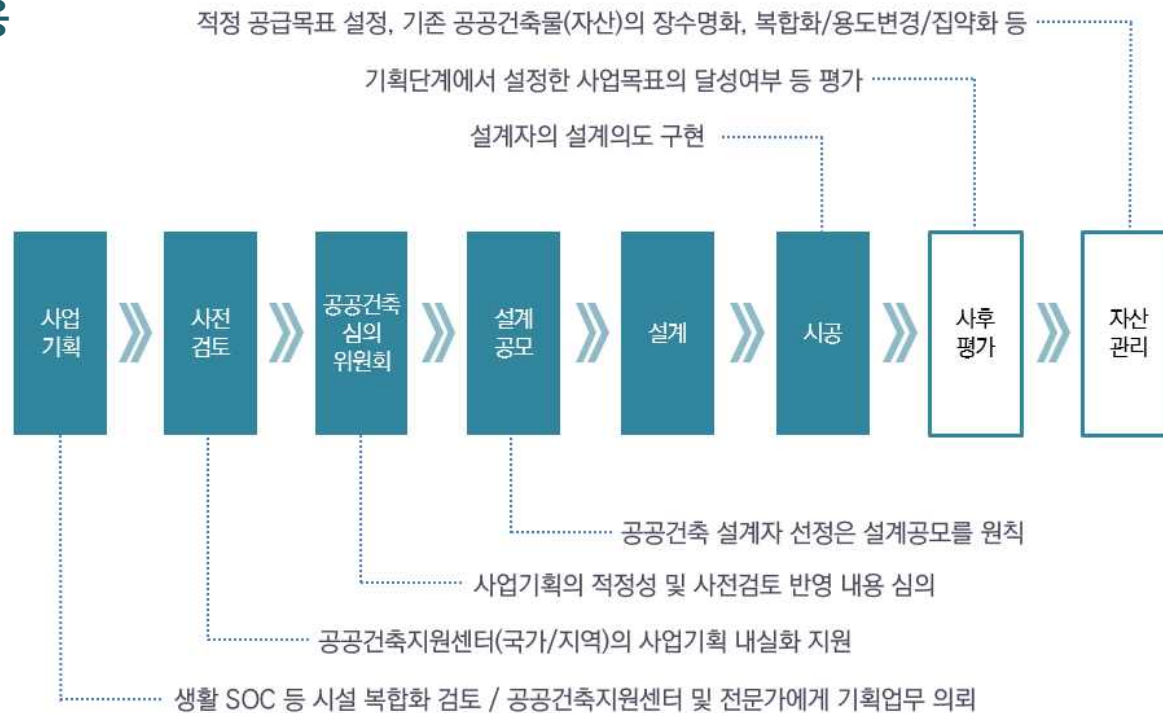 적정 공급목표 설정, 기존 공공건축물(자산)의 장수명화, 복합화/용도변경/집약화 등
기획단계에서 설정한 사업목표의 달성여부 등 평가
설계자의 설계의도 구현
사업
기획
사전
검토
공공건축
심의
위원회
설계
공모
설계
시공
사후
평가
자산
관리
공공건축 설계자 선정은 설계공모를 원칙
사업기획의 적정성 및 사전검토 반영 내용 심의
공공건축지원센터(국가/지역)의 사업기획 내실화 지원
생활 SOC 등 시설 복합화 검토 / 공공건축지원센터 및 전문가에게 기획업무 의뢰